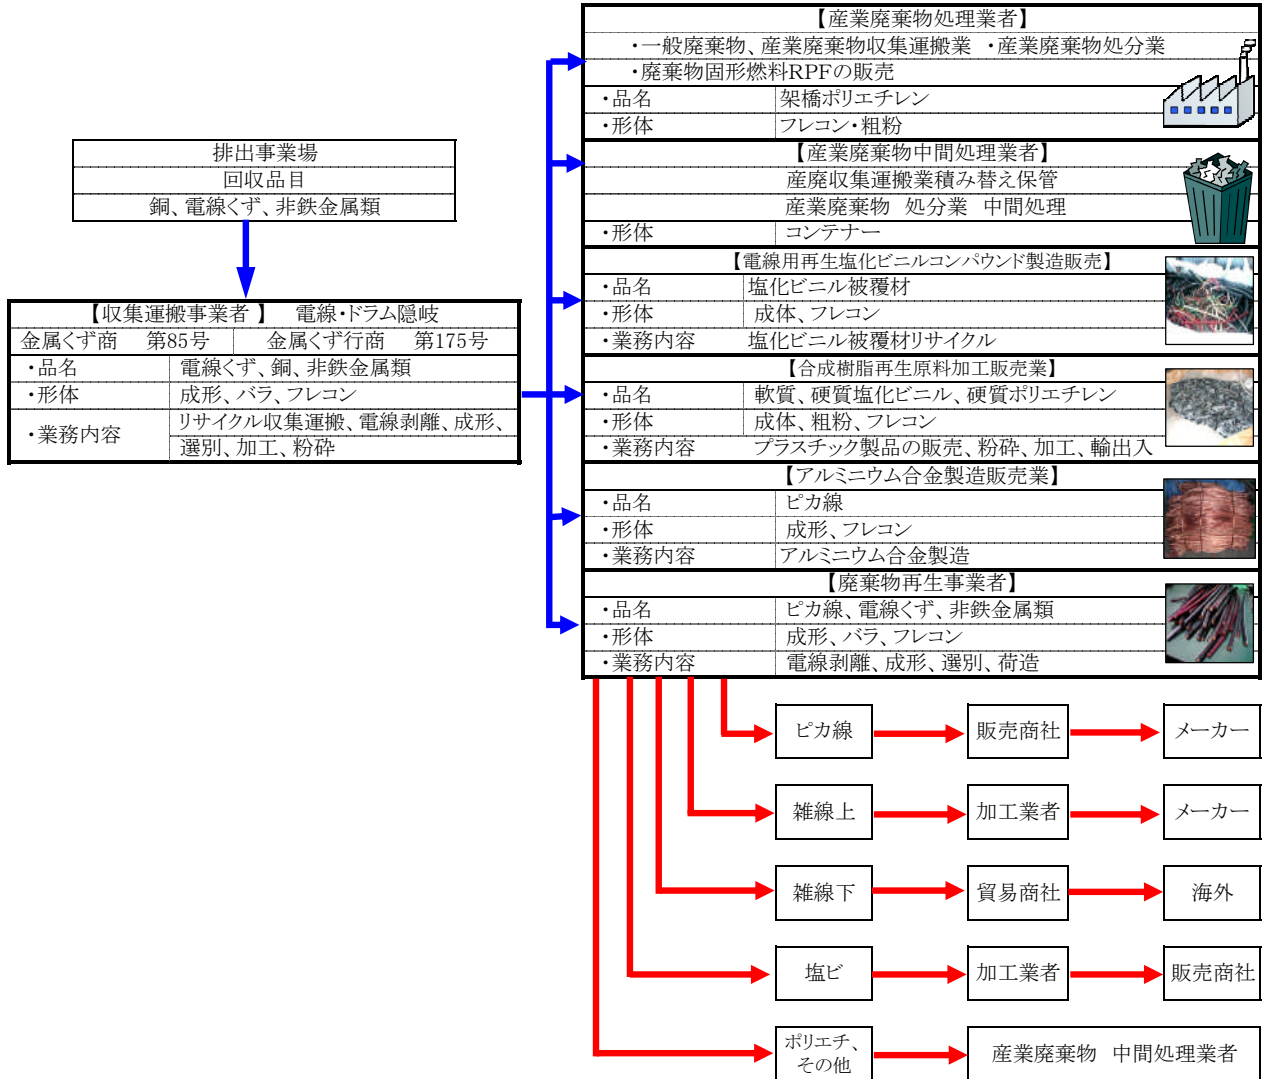 排出事業場
回収品目
銅、電線くず、非鉄金属類
【収集運搬事業者 】 電線・ドラム隠岐
金属くず商 第85号 金属くず行商 第175号
・品名 電線くず、銅、非鉄金属類
・形体 成形、バラ、フレコン
・業務内容 リサイクル収集運搬、電線剥離、成形、
選別、加工、粉砕
【産業廃棄物処理業者】
・一般廃棄物、産業廃棄物収集運搬業 ・産業廃棄物処分業
・廃棄物固形燃料RPFの販売
・品名 架橋ポリエチレン
・形体 フレコン・粗粉
【産業廃棄物中間処理業者】
産廃収集運搬業積み替え保管
産業廃棄物 処分業 中間処理
・形体 コンテナー
【電線用再生塩化ビニルコンパウンド製造販売】
・品名 塩化ビニル被覆材
・形体 成体、フレコン
・業務内容 塩化ビニル被覆材リサイクル
【合成樹脂再生原料加工販売業】
・品名 軟質、硬質塩化ビニル、硬質ポリエチレン
・形体 成体、粗粉、フレコン
・業務内容 プラスチック製品の販売、粉砕、加工、輸出入
【アルミニウム合金製造販売業】
・品名 ピカ線
・形体 成形、フレコン
・業務内容 アルミニウム合金製造
【廃棄物再生事業者】
・品名 ピカ線、電線くず、非鉄金属類
・形体 成形、バラ、フレコン
・業務内容 電線剥離、成形、選別、荷造
ピカ線 販売商社 メーカー
雑線上 加工業者 メーカー
雑線下 貿易商社 海外
塩ビ 加工業者 販売商社
ポリエチ、
その他
産業廃棄物 中間処理業者